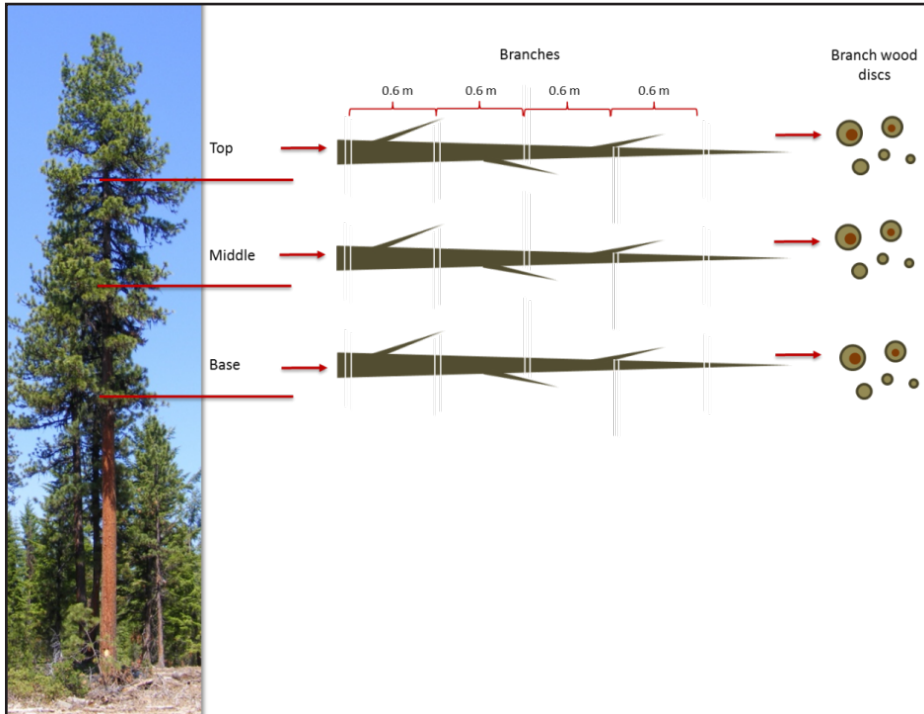 Branches
Branch wood
discs
0.6 m 0.6 m 0.6 m 0.6 m
Top
Middle
Base